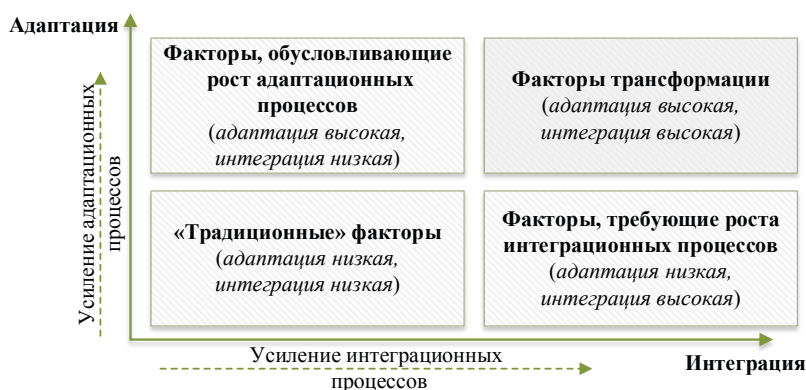 Адаптация
Факторы, обусловливающие
рост адаптационных
процессов
(адаптация высокая,
интеграция низкая)
Факторы трансформации
(адаптация высокая,
интеграция высокая)
Усиление адаптационных
процессов
«Традиционные» факторы
(адаптация низкая,
интеграция низкая)
Факторы, требующие роста
интеграционных процессов
(адаптация низкая,
интеграция высокая)
Усиление интеграционных
процессов
Интеграция